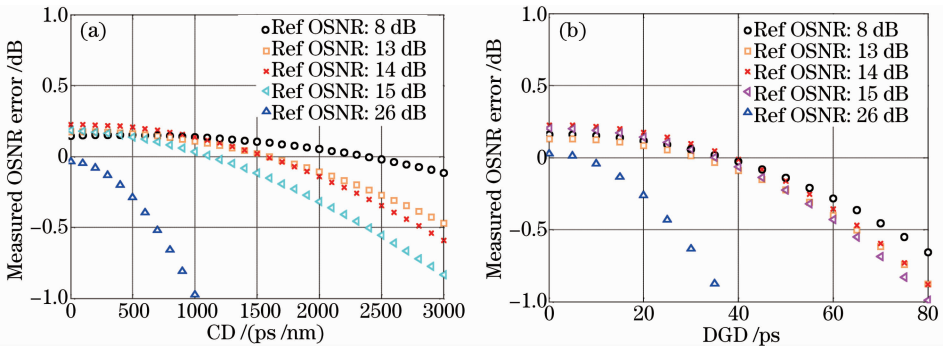 (a)
Measured OSNR error /dB
1.0
0.5
0
−0.5
−1.0
Ref OSNR: 8 dB
Ref OSNR: 13 dB
Ref OSNR: 14 dB
Ref OSNR: 15 dB
Ref OSNR: 26 dB
0 500 1000 1500 2000 2500 3000
CD /(ps /nm)
(b)
Measured OSNR error /dB
1.0
0.5
0
−0.5
−1.0
Ref OSNR: 8 dB
Ref OSNR: 13 dB
Ref OSNR: 14 dB
Ref OSNR: 15 dB
Ref OSNR: 26 dB
0 20 40 60 80
DGD /ps